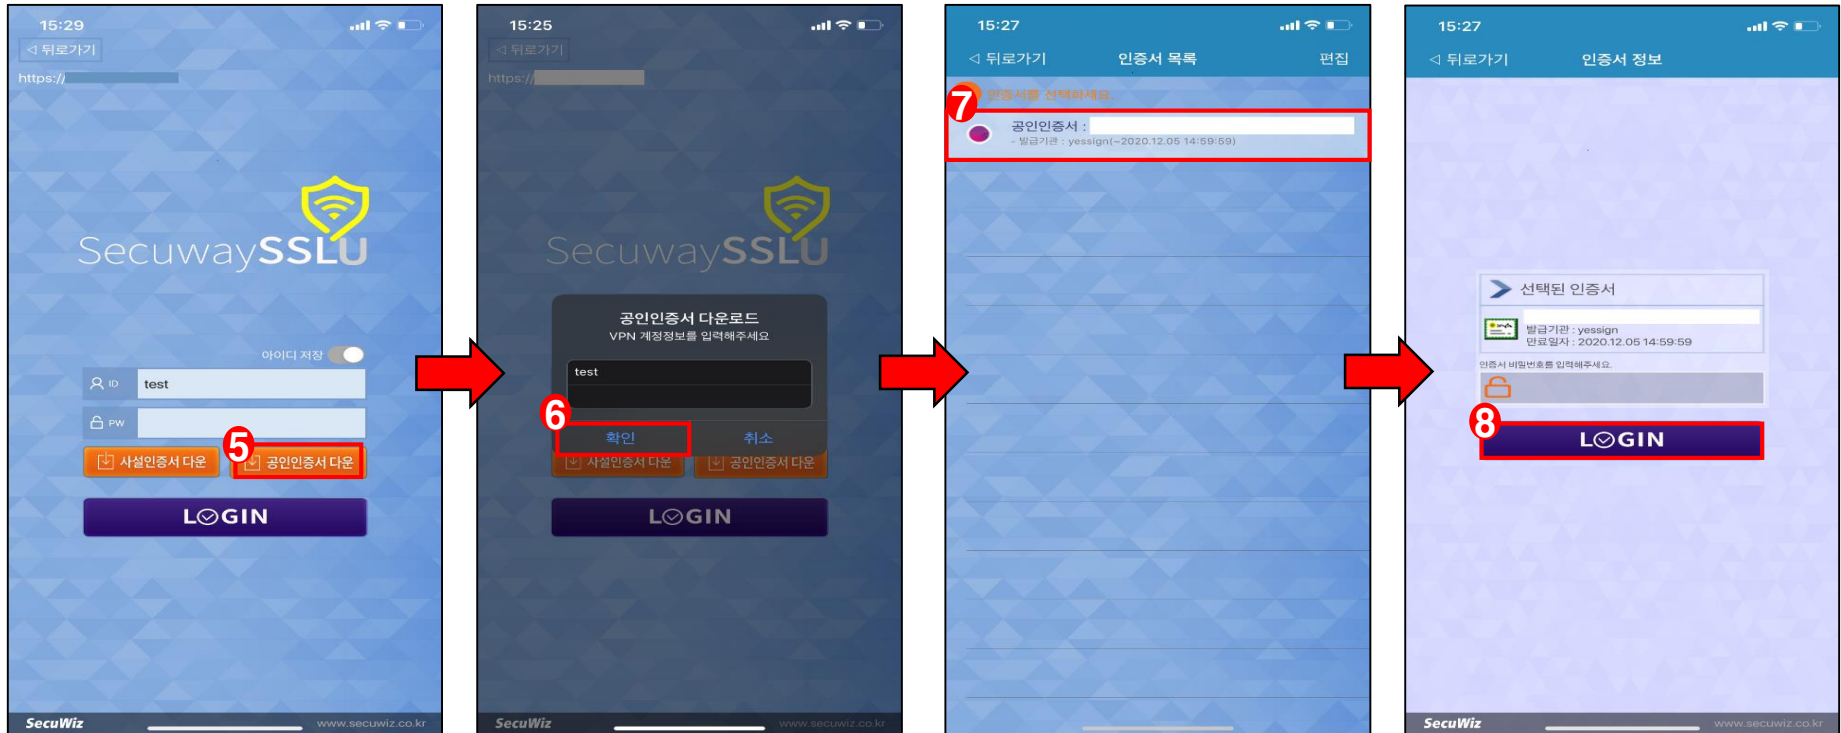 15:29
◁ 뒤로가기
https://
SecuwaySSLU
아이디 저장
ID test
PW
5
사설인증서 다운 공인인증서 다운
LOGIN
SecuWiz www.secuwiz.co.kr
15:25
◁ 뒤로가기
https://
SecuwaySSLU
공인인증서 다운로드
VPN 계정정보를 입력해주세요
test
6
확인 취소
사설인증서 다운 공인인증서 다운
LOGIN
SecuWiz www.secuwiz.co.kr
15:27
◁ 뒤로가기 인증서 목록 편집
7 인증서를 선택하세요.
공인인증서 :
- 발급기관 : yessign(~2020.12.05 14:59:59)
15:27
◁ 뒤로가기 인증서 정보
선택된 인증서
발급기관 : yessign
만료일자 : 2020.12.05 14:59:59
인증서 비밀번호를 입력해주세요.
8
LOGIN
SecuWiz www.secuwiz.co.kr